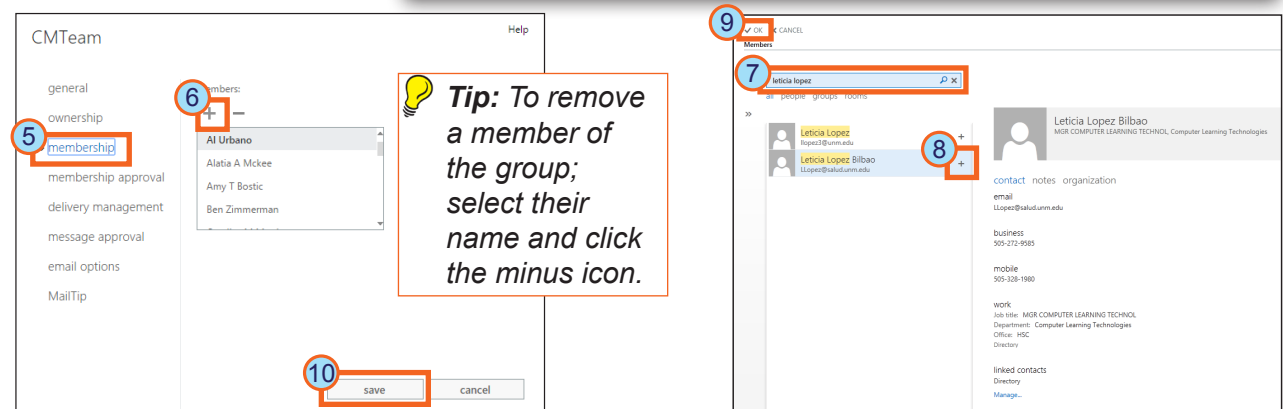 CMTeam
Help
general
ownership
5
membership
membership approval
delivery management
message approval
email options
MailTip
6
members:
+ −
Al Urbano
Alatia A Mckee
Amy T Bostic
Ben Zimmerman
10
save
cancel
Tip: To remove
a member of
the group;
select their
name and click
the minus icon.
9
OK
CANCEL
Members
7
leticia lopez
all people groups rooms
»
Leticia Lopez
llopez3@unm.edu
+
8
Leticia Lopez Bilbao
LLopez@salud.unm.edu
+
Leticia Lopez Bilbao
MGR COMPUTER LEARNING TECHNOL, Computer Learning Technologies
contact notes organization
email
LLopez@salud.unm.edu
business
505-272-9585
mobile
505-328-1980
work
Job title: MGR COMPUTER LEARNING TECHNOL
Department: Computer Learning Technologies
Office: HSC
Directory
linked contacts
Directory
Manage...